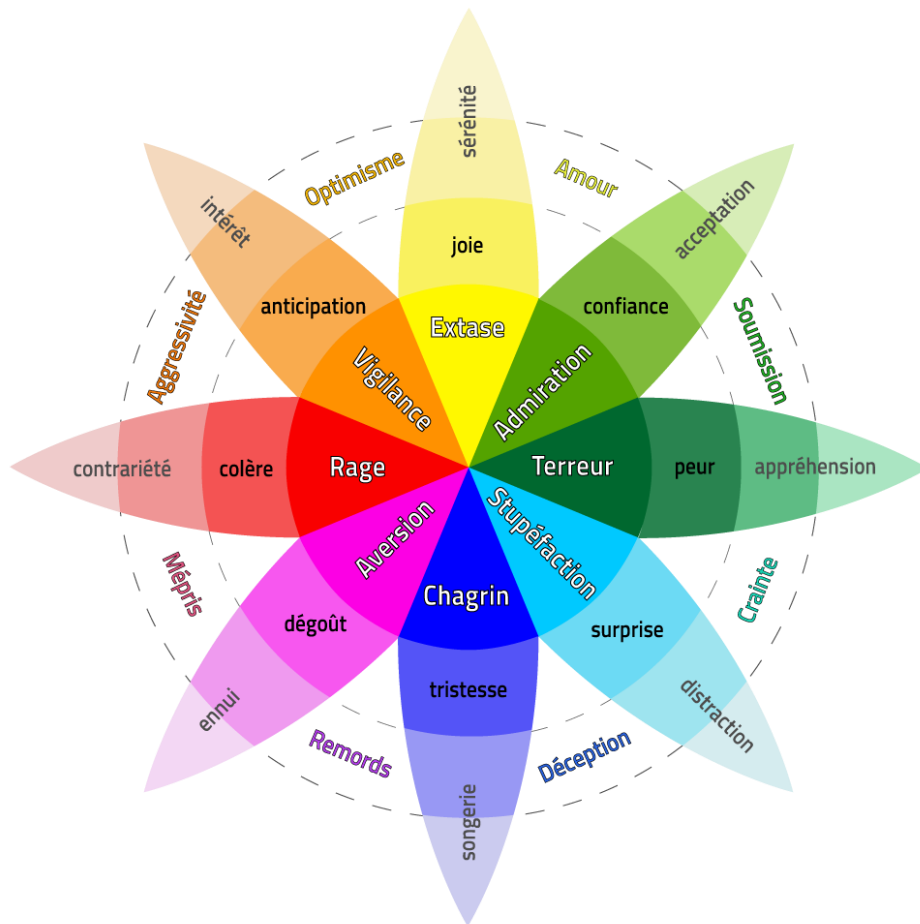 sérénité
Optimisme
Amour
intérêt
acceptation
joie
anticipation
confiance
Extase
Aggressivité
Vigilance
Admiration
Soumission
contrariété
colère
Rage
Terreur
peur
appréhension
Aversion
Stupéfaction
Mépris
Chagrin
Crainte
dégoût
surprise
tristesse
ennui
distraction
Remords
Déception
songerie